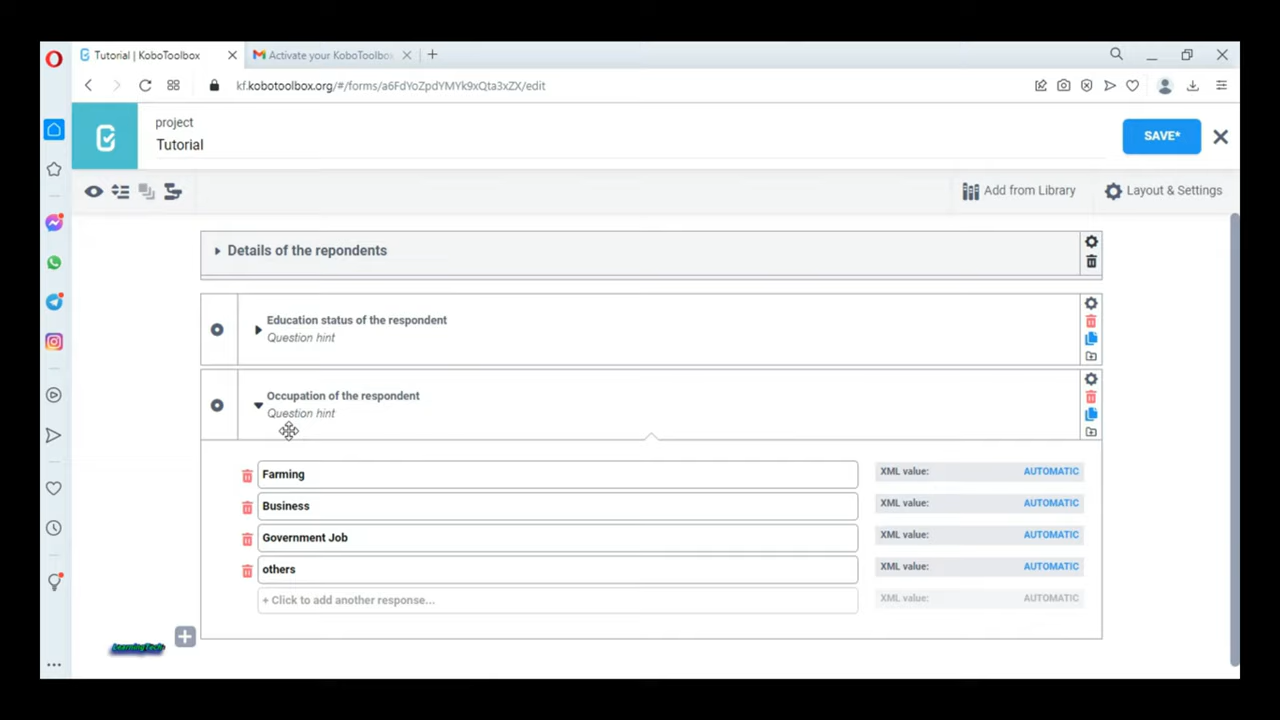 Tutorial | KoboToolbox
Activate your KoboToolbo
kf.kobotoolbox.org/#/forms/a6FdYoZpdYMYk9xQta3xZX/edit
project
Tutorial
SAVE*
Add from Library
Layout & Settings
Details of the repondents
Education status of the respondent
Question hint
Occupation of the respondent
Question hint
Farming XML value: AUTOMATIC
Business XML value: AUTOMATIC
Government Job XML value: AUTOMATIC
others XML value: AUTOMATIC
+ Click to add another response... XML value: AUTOMATIC
LearningTech